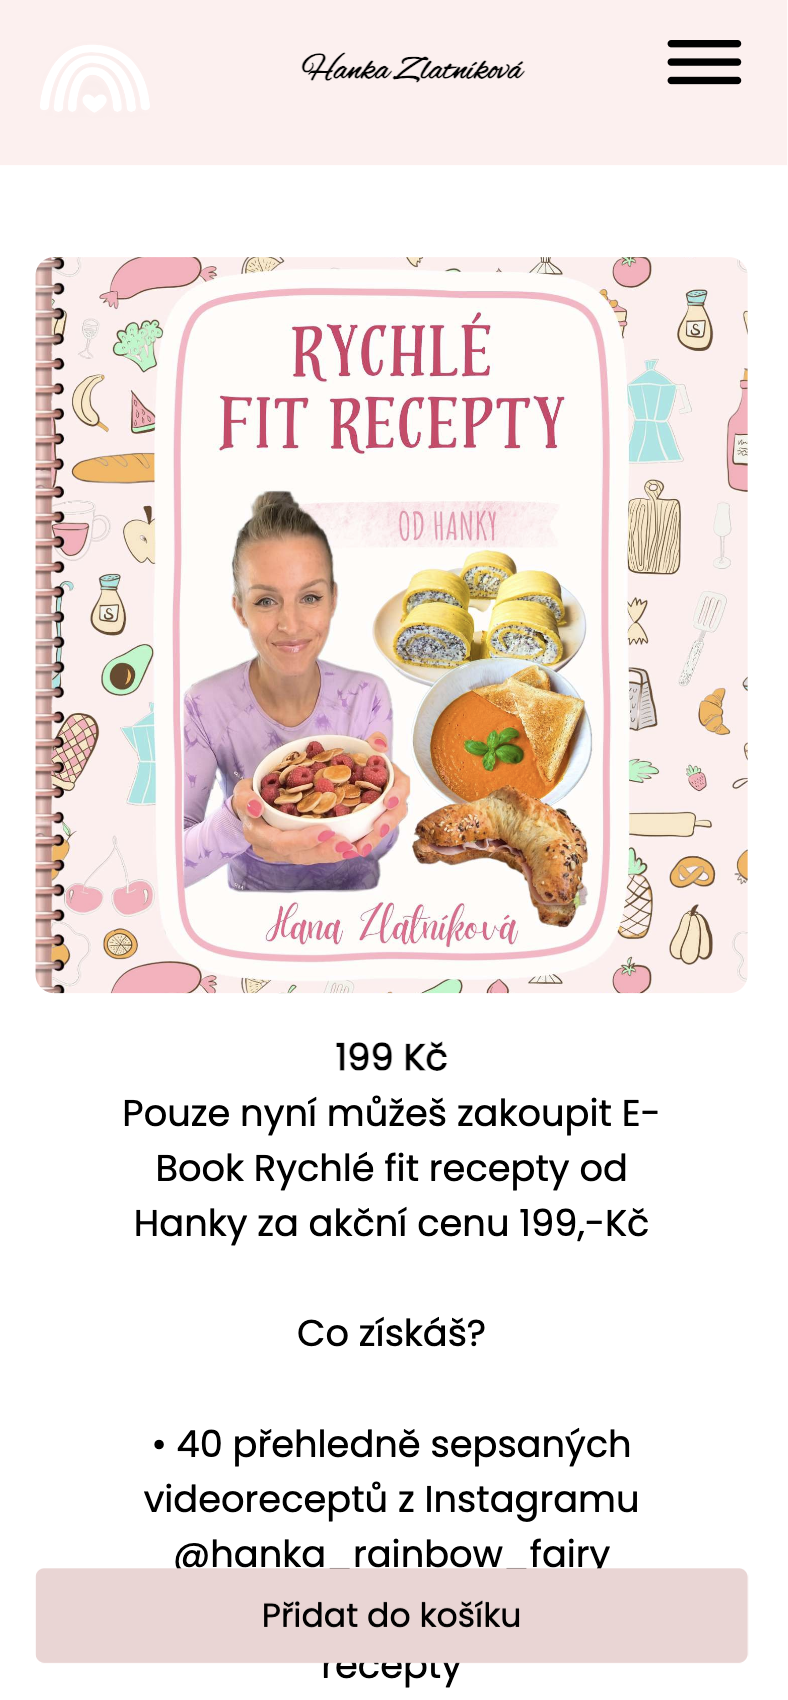 Hanka Zlatníková
RYCHLÉ
FIT RECEPTY
OD HANKY
S
S
Hana Zlatníková
199 Kč
Pouze nyní můžeš zakoupit E-
Book Rychlé fit recepty od
Hanky za akční cenu 199,-Kč
Co získáš?
• 40 přehledně sepsaných
videoreceptů z Instagramu
@hanka_rainbow_fairy
Přidat do košíku
recepty